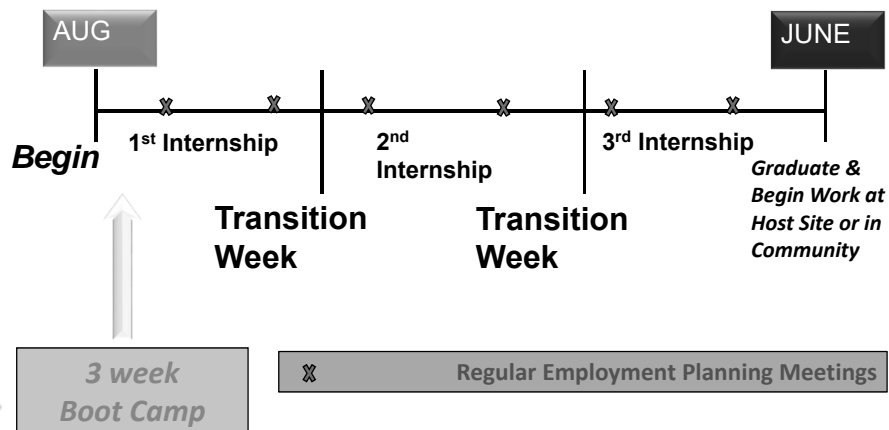 AUG
JUNE
Begin
1st Internship
2nd
Internship
3rd Internship
Transition
Week
Transition
Week
Graduate &
Begin Work at
Host Site or in
Community
3 week
Boot Camp
Regular Employment Planning Meetings